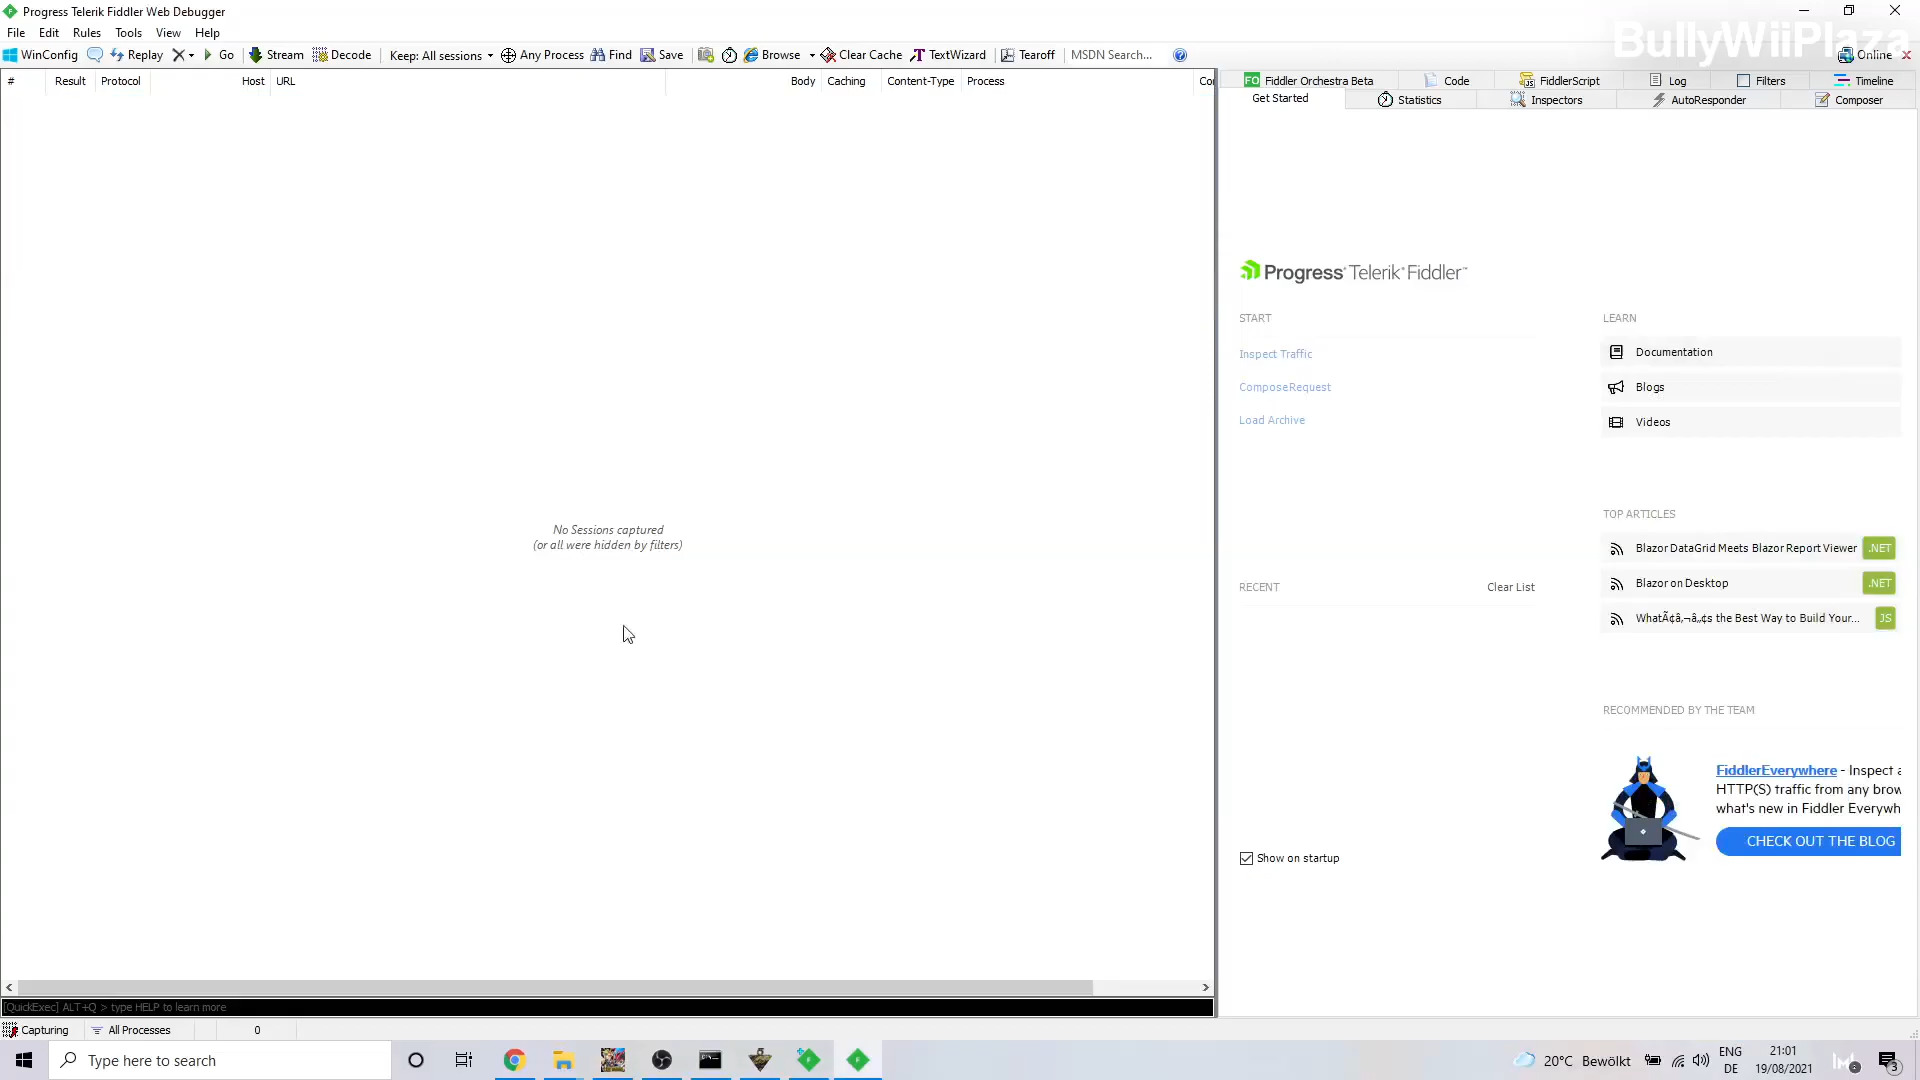 Progress Telerik Fiddler Web Debugger
BullyWiiPlaza
File Edit Rules Tools View Help
WinConfig Replay Go Stream Decode Keep: All sessions Any Process Find Save Browse Clear Cache TextWizard Tearoff MSDN Search... Online
# Result Protocol Host URL Body Caching Content-Type Process Co
Fiddler Orchestra Beta Code FiddlerScript Log Filters Timeline
Get Started Statistics Inspectors AutoResponder Composer
Progress Telerik Fiddler
START
Inspect Traffic
Compose Request
Load Archive
RECENT Clear List
Show on startup
LEARN
Documentation
Blogs
Videos
TOP ARTICLES
Blazor DataGrid Meets Blazor Report Viewer .NET
Blazor on Desktop .NET
WhatÃ¢â‚¬â„¢s the Best Way to Build Your... JS
RECOMMENDED BY THE TEAM
FiddlerEverywhere - Inspect a
HTTP(S) traffic from any brow
what's new in Fiddler Everywh
CHECK OUT THE BLOG
No Sessions captured
(or all were hidden by filters)
[QuickExec] ALT+Q > type HELP to learn more
Capturing All Processes 0
Type here to search
20°C Bewölkt
ENG
DE
21:01
19/08/2021
3